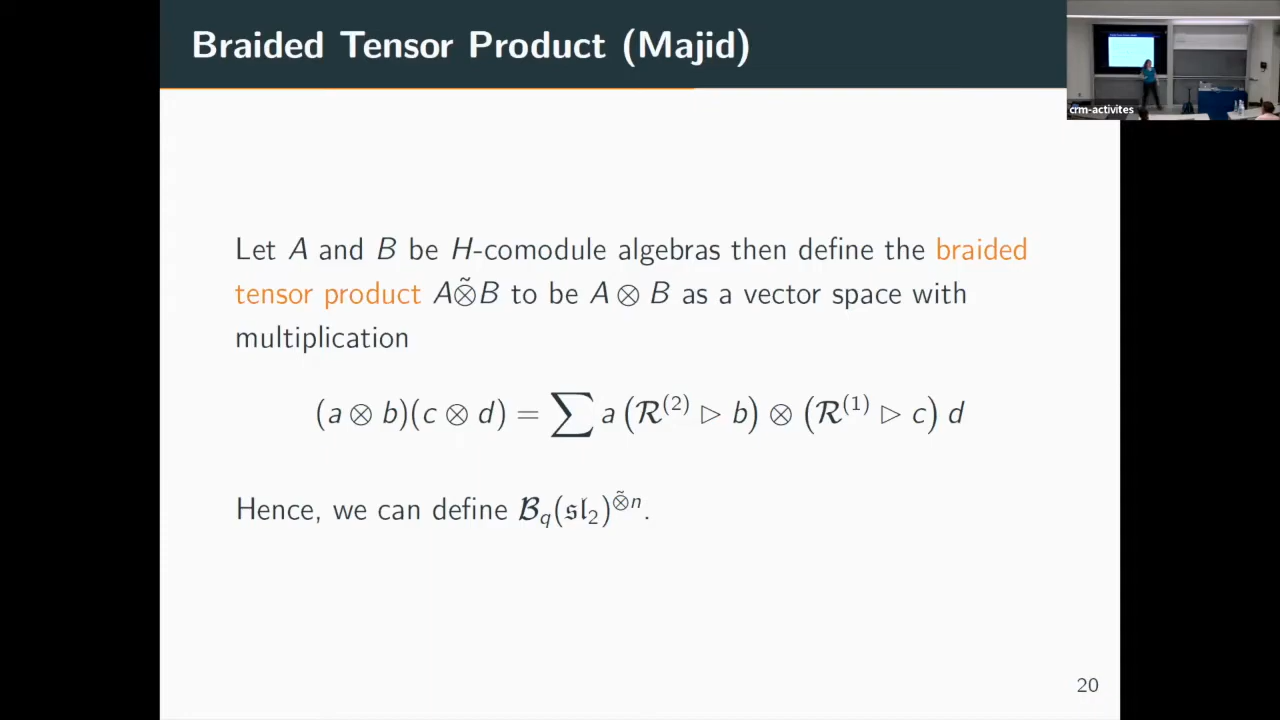 Braided Tensor Product (Majid)
crm-activites
Let A and B be H-comodule algebras then define the braided
tensor product A⊗̃B to be A ⊗ B as a vector space with
multiplication
(a ⊗ b)(c ⊗ d) = ∑ a (ℛ⁽²⁾ ▷ b) ⊗ (ℛ⁽¹⁾ ▷ c) d
Hence, we can define ℬ_q(𝔰𝔩₂)^{⊗̃n}.
20